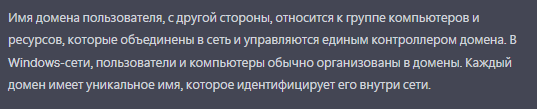 Имя домена пользователя, с другой стороны, относится к группе компьютеров и
ресурсов, которые объединены в сеть и управляются единым контроллером домена. В
Windows-сети, пользователи и компьютеры обычно организованы в домены. Каждый
домен имеет уникальное имя, которое идентифицирует его внутри сети.